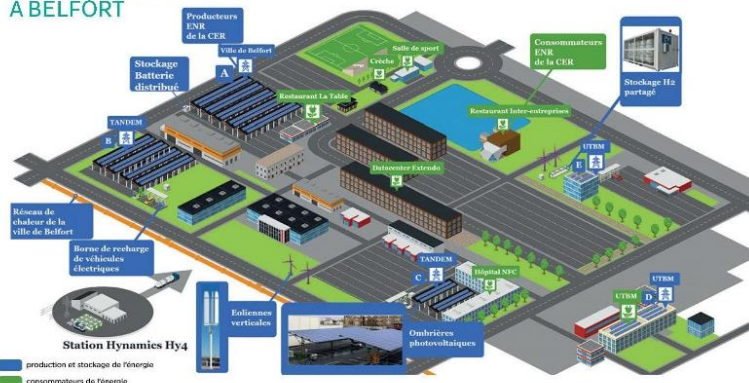 A BELFORT
Producteurs
ENR
de la CER
Ville de Belfort
A
Stockage
Batterie
distribué
Salle de sport
Crèche
Consommateurs
ENR
de la CER
Stockage H2
partagé
Restaurant La Table
TANDEM
B
Restaurant Inter-entreprises
UTBM
E
Datacenter Extendo
Réseau de
chaleur de la
ville de Belfort
Borne de recharge
de véhicules
électriques
TANDEM
C
Hôpital NFC
UTBM
UTBM
D
Eoliennes
verticales
Ombrières
photovoltaiques
Station Hynamics Hy4
production et stockage de l'énergie
consommateurs de l'énergie